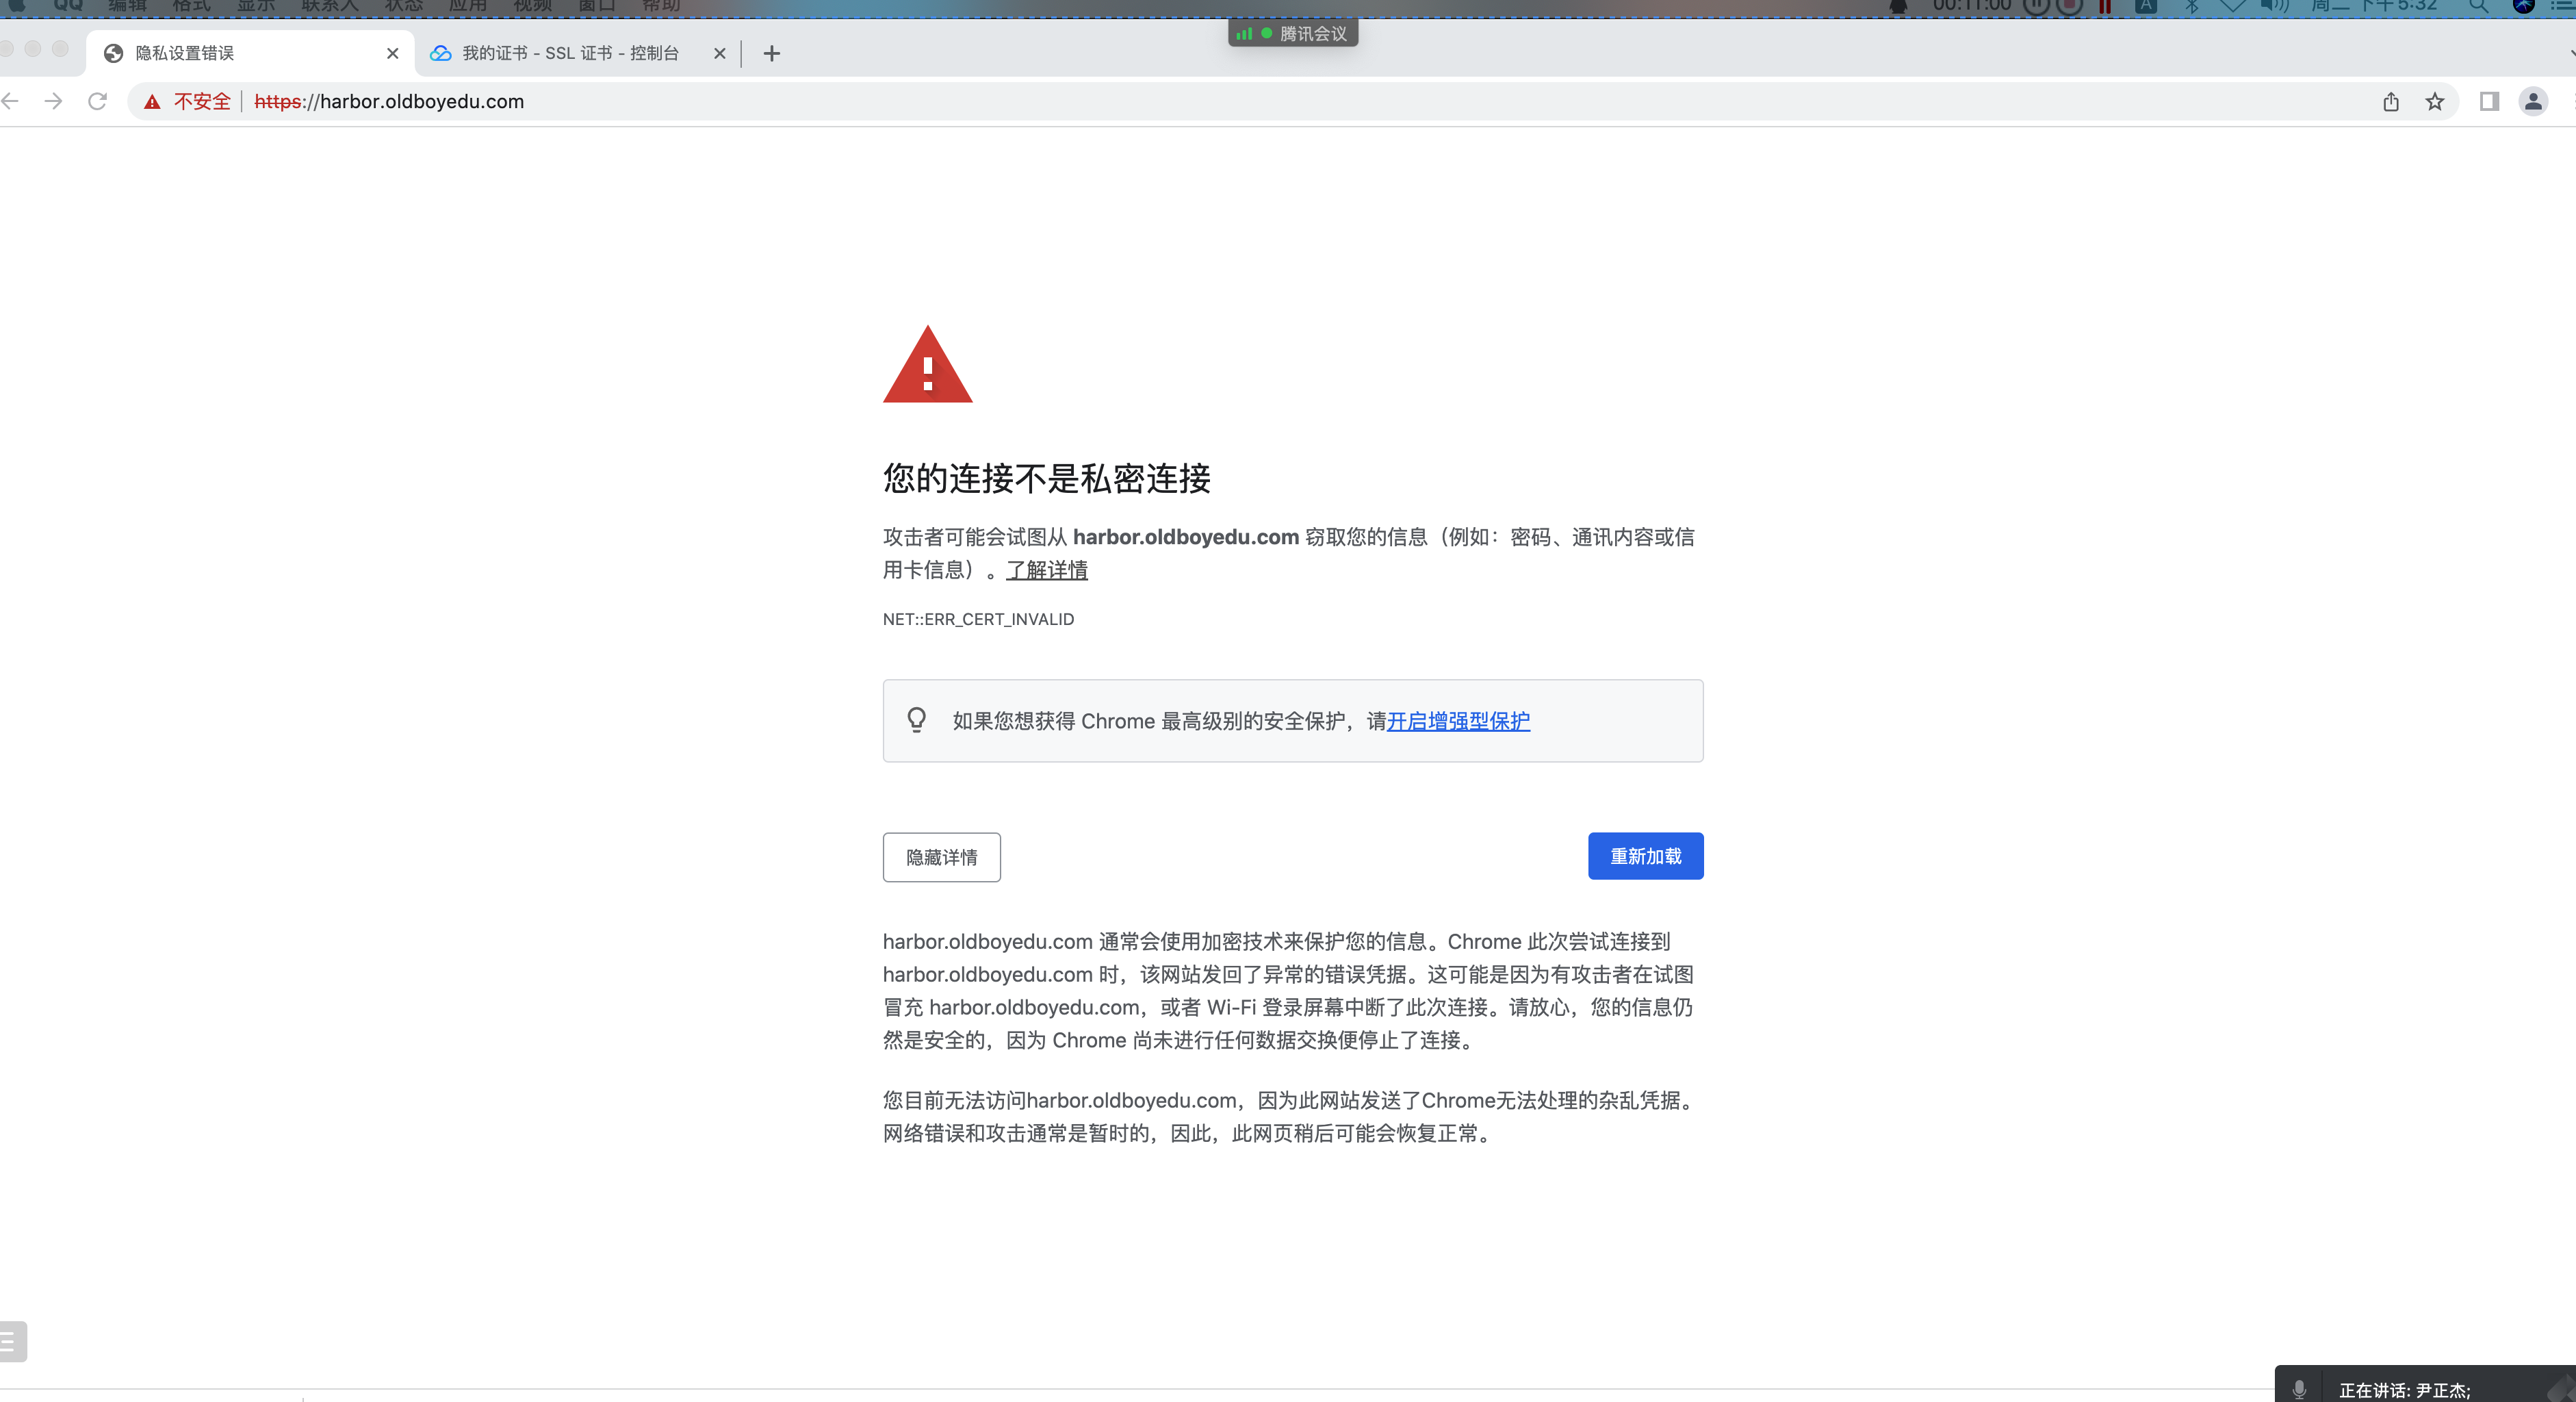 QQ 编辑 格式 显示 联系人 状态 应用 视频 窗口 帮助 00:11:00 A 周二 下午5:32
腾讯会议
隐私设置错误 我的证书 - SSL 证书 - 控制台
不安全 https://harbor.oldboyedu.com
您的连接不是私密连接
攻击者可能会试图从 harbor.oldboyedu.com 窃取您的信息（例如：密码、通讯内容或信
用卡信息）。了解详情
NET::ERR_CERT_INVALID
如果您想获得 Chrome 最高级别的安全保护，请开启增强型保护
隐藏详情 重新加载
harbor.oldboyedu.com 通常会使用加密技术来保护您的信息。Chrome 此次尝试连接到
harbor.oldboyedu.com 时，该网站发回了异常的错误凭据。这可能是因为有攻击者在试图
冒充 harbor.oldboyedu.com，或者 Wi-Fi 登录屏幕中断了此次连接。请放心，您的信息仍
然是安全的，因为 Chrome 尚未进行任何数据交换便停止了连接。
您目前无法访问harbor.oldboyedu.com，因为此网站发送了Chrome无法处理的杂乱凭据。
网络错误和攻击通常是暂时的，因此，此网页稍后可能会恢复正常。
正在讲话: 尹正杰;